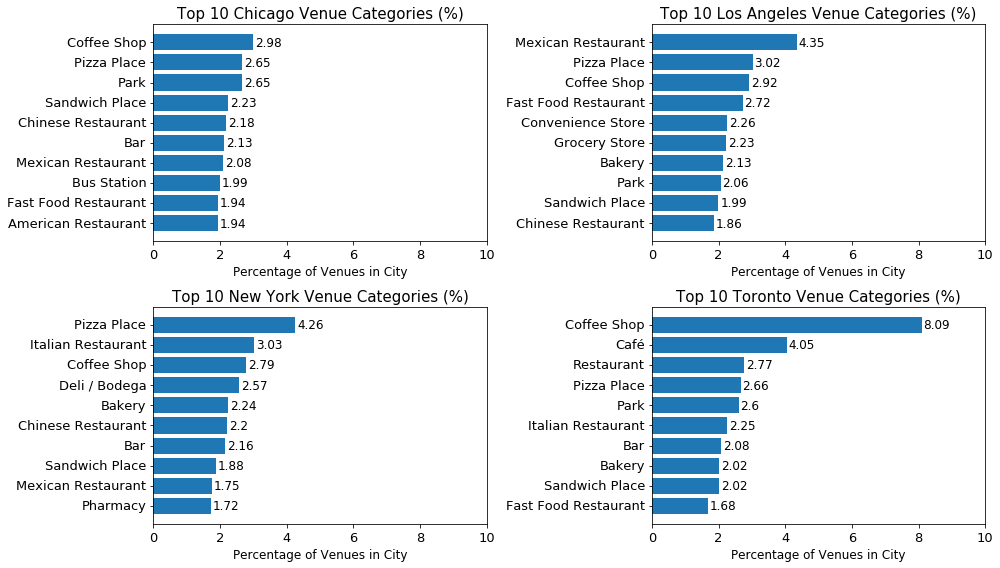 Top 10 Chicago Venue Categories (%)
Coffee Shop 2.98
Pizza Place 2.65
Park 2.65
Sandwich Place 2.23
Chinese Restaurant 2.18
Bar 2.13
Mexican Restaurant 2.08
Bus Station 1.99
Fast Food Restaurant 1.94
American Restaurant 1.94
0 2 4 6 8 10
Percentage of Venues in City
Top 10 Los Angeles Venue Categories (%)
Mexican Restaurant 4.35
Pizza Place 3.02
Coffee Shop 2.92
Fast Food Restaurant 2.72
Convenience Store 2.26
Grocery Store 2.23
Bakery 2.13
Park 2.06
Sandwich Place 1.99
Chinese Restaurant 1.86
0 2 4 6 8 10
Percentage of Venues in City
Top 10 New York Venue Categories (%)
Pizza Place 4.26
Italian Restaurant 3.03
Coffee Shop 2.79
Deli / Bodega 2.57
Bakery 2.24
Chinese Restaurant 2.2
Bar 2.16
Sandwich Place 1.88
Mexican Restaurant 1.75
Pharmacy 1.72
0 2 4 6 8 10
Percentage of Venues in City
Top 10 Toronto Venue Categories (%)
Coffee Shop 8.09
Café 4.05
Restaurant 2.77
Pizza Place 2.66
Park 2.6
Italian Restaurant 2.25
Bar 2.08
Bakery 2.02
Sandwich Place 2.02
Fast Food Restaurant 1.68
0 2 4 6 8 10
Percentage of Venues in City